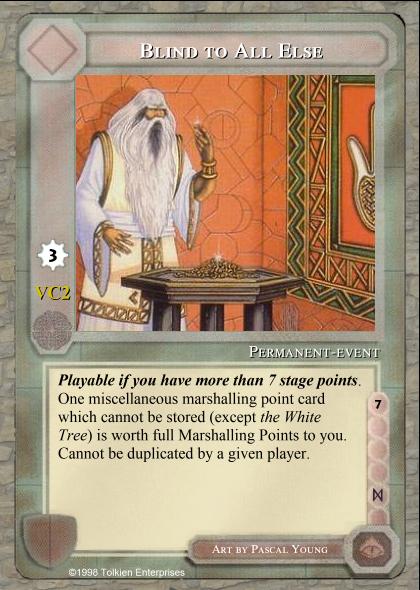 BLIND TO ALL ELSE
3
VC2
PERMANENT-EVENT
Playable if you have more than 7 stage points.
One miscellaneous marshalling point card
which cannot be stored (except the White
Tree) is worth full Marshalling Points to you.
Cannot be duplicated by a given player.
7
ᛞ
ART BY PASCAL YOUNG
©1998 Tolkien Enterprises